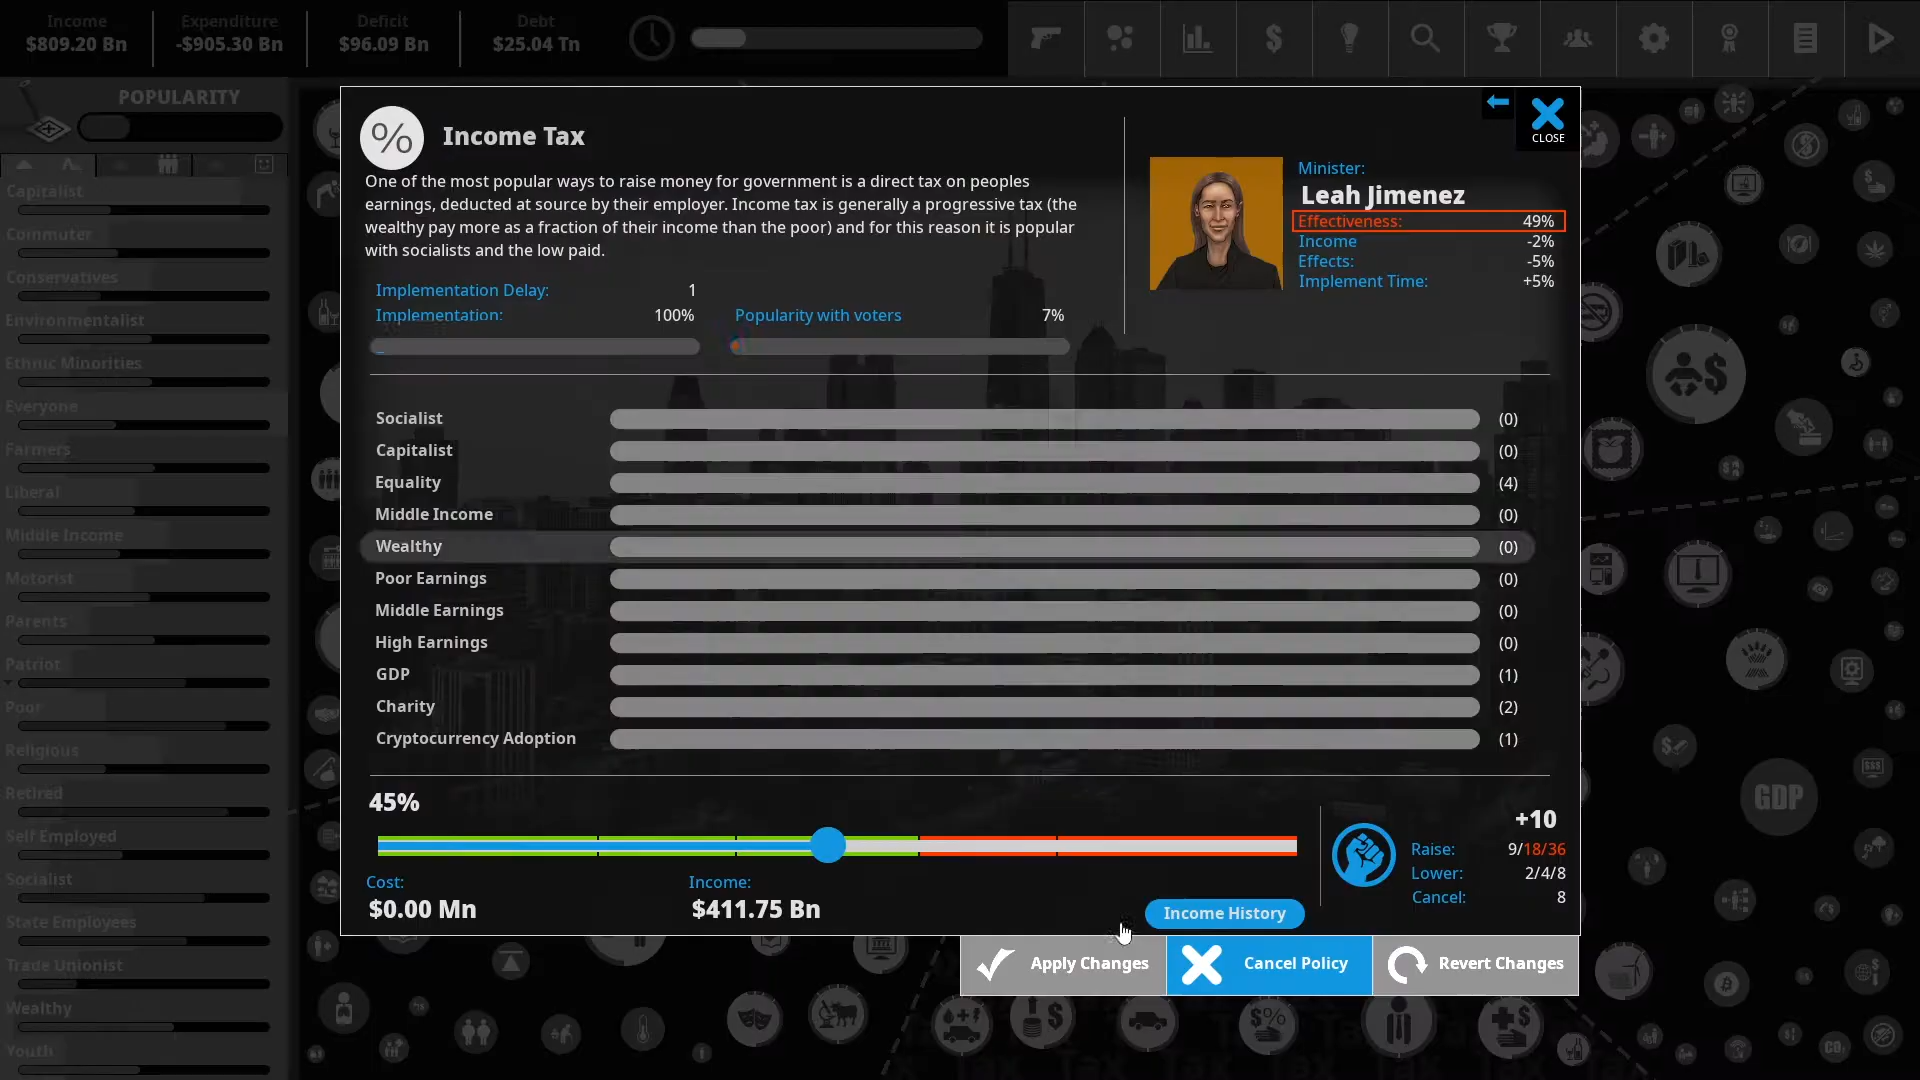 Income
$809.20 Bn
Expenditure
-$905.30 Bn
Deficit
$96.09 Bn
Debt
$25.04 Tn
POPULARITY
Capitalist
Commuter
Conservatives
Environmentalist
Ethnic Minorities
Everyone
Farmers
Liberal
Middle Income
Motorist
Parents
Patriot
Poor
Religious
Retired
Self Employed
Socialist
State Employees
Trade Unionist
Wealthy
Youth
% Income Tax
CLOSE
One of the most popular ways to raise money for government is a direct tax on peoples
earnings, deducted at source by their employer. Income tax is generally a progressive tax (the
wealthy pay more as a fraction of their income than the poor) and for this reason it is popular
with socialists and the low paid.
Implementation Delay: 1
Implementation: 100%
Popularity with voters 7%
Minister:
Leah Jimenez
Effectiveness: 49%
Income -2%
Effects: -5%
Implement Time: +5%
Socialist (0)
Capitalist (0)
Equality (4)
Middle Income (0)
Wealthy (0)
Poor Earnings (0)
Middle Earnings (0)
High Earnings (0)
GDP (1)
Charity (2)
Cryptocurrency Adoption (1)
45%
Cost:
$0.00 Mn
Income:
$411.75 Bn
Income History
+10
Raise: 9/18/36
Lower: 2/4/8
Cancel: 8
Apply Changes
Cancel Policy
Revert Changes
GDP